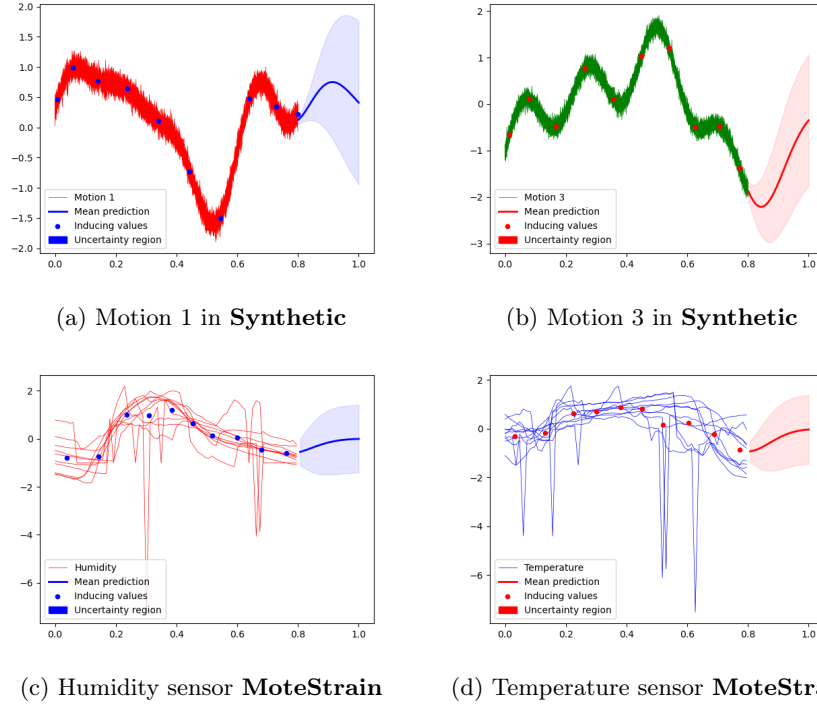 2.0
1.5
1.0
0.5
0.0
−0.5
−1.0
−1.5
−2.0
Motion 1
Mean prediction
Inducing values
Uncertainty region
0.0 0.2 0.4 0.6 0.8 1.0
(a) Motion 1 in Synthetic
2
1
0
−1
−2
−3
Motion 3
Mean prediction
Inducing values
Uncertainty region
0.0 0.2 0.4 0.6 0.8 1.0
(b) Motion 3 in Synthetic
2
0
−2
−4
−6
Humidity
Mean prediction
Inducing values
Uncertainty region
0.0 0.2 0.4 0.6 0.8 1.0
(c) Humidity sensor MoteStrain
2
0
−2
−4
−6
Temperature
Mean prediction
Inducing values
Uncertainty region
0.0 0.2 0.4 0.6 0.8 1.0
(d) Temperature sensor MoteStra